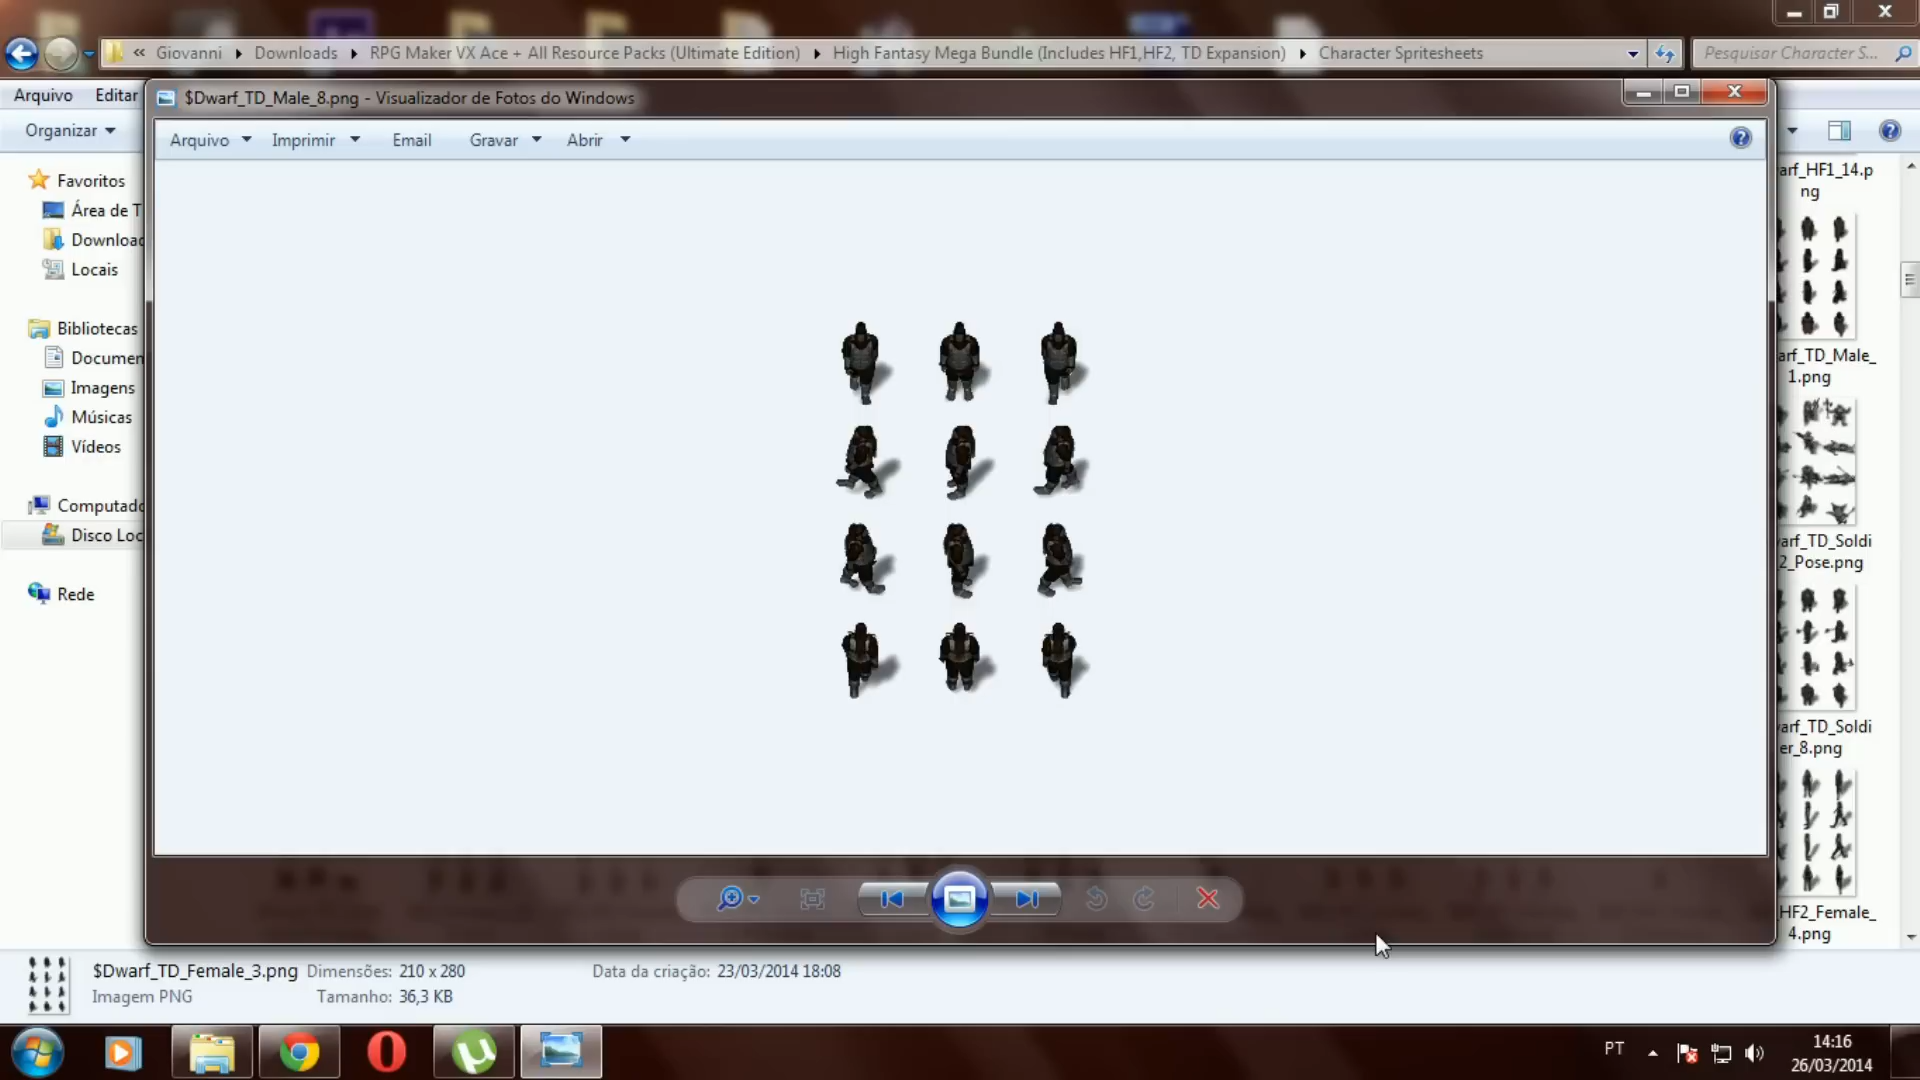 « Giovanni ▸ Downloads ▸ RPG Maker VX Ace + All Resource Packs (Ultimate Edition) ▸ High Fantasy Mega Bundle (Includes HF1,HF2, TD Expansion) ▸ Character Spritesheets
Pesquisar Character S...
Arquivo Editar
$Dwarf_TD_Male_8.png - Visualizador de Fotos do Windows
Organizar
Arquivo Imprimir Email Gravar Abrir
Favoritos
Área de T
Downloac
Locais
Bibliotecas
Documen
Imagens
Músicas
Vídeos
Computado
Disco Loc
Rede
arf_HF1_14.p
ng
arf_TD_Male_
1.png
arf_TD_Soldi
2_Pose.png
arf_TD_Soldi
er_8.png
HF2_Female_
4.png
$Dwarf_TD_Female_3.png Dimensões: 210 x 280 Data da criação: 23/03/2014 18:08
Imagem PNG Tamanho: 36,3 KB
PT
14:16
26/03/2014